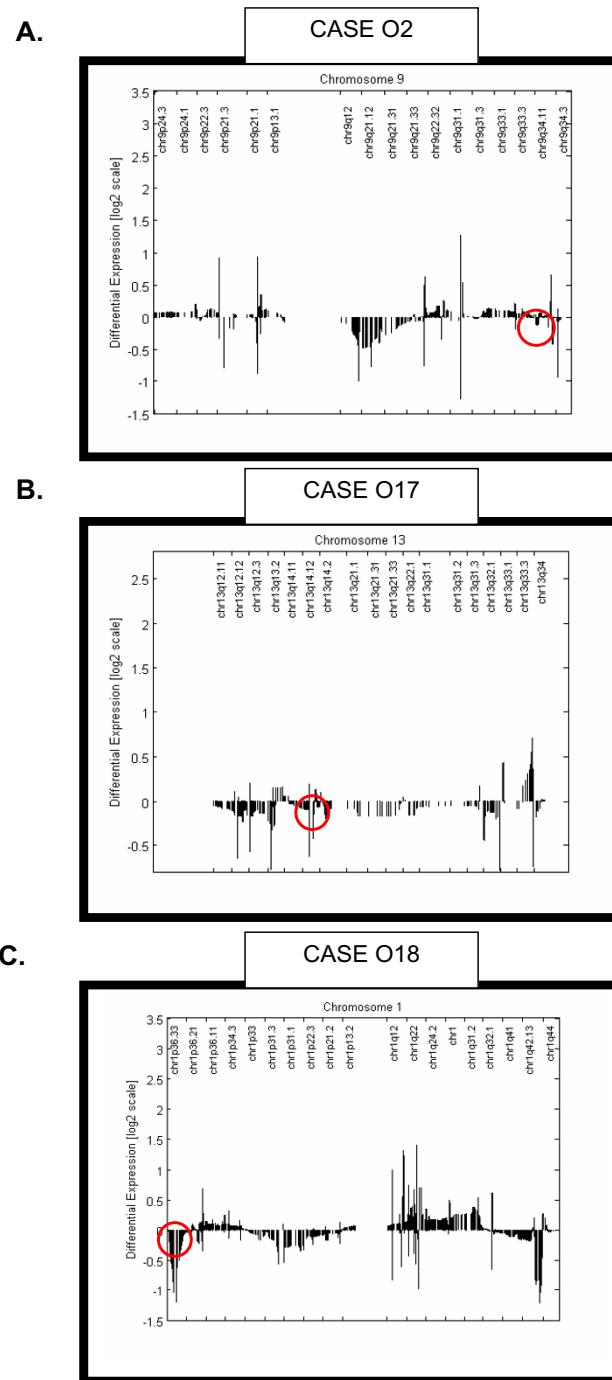 A.
CASE O2
Chromosome 9
3.5
3
2.5
2
1.5
1
0.5
0
-0.5
-1
-1.5
Differential Expression [log2 scale]
chr9p24.3
chr9p24.1
chr9p22.3
chr9p21.3
chr9p21.1
chr9p13.1
chr9q12
chr9q21.12
chr9q21.31
chr9q21.33
chr9q22.32
chr9q31.1
chr9q31.3
chr9q33.1
chr9q33.3
chr9q34.11
chr9q34.3
B.
CASE O17
Chromosome 13
2.5
2
1.5
1
0.5
0
-0.5
Differential Expression [log2 scale]
chr13q12.11
chr13q12.12
chr13q12.3
chr13q13.2
chr13q14.11
chr13q14.12
chr13q14.2
chr13q21.1
chr13q21.31
chr13q21.33
chr13q22.1
chr13q31.1
chr13q31.2
chr13q31.3
chr13q32.1
chr13q33.1
chr13q33.3
chr13q34
C.
CASE O18
Chromosome 1
3.5
3
2.5
2
1.5
1
0.5
0
-0.5
-1
-1.5
Differential Expression [log2 scale]
chr1p36.33
chr1p36.21
chr1p36.11
chr1p34.3
chr1p33
chr1p31.3
chr1p31.1
chr1p22.3
chr1p21.2
chr1p13.2
chr1q12
chr1q22
chr1q24.2
chr1
chr1q31.2
chr1q32.1
chr1q41
chr1q42.13
chr1q44